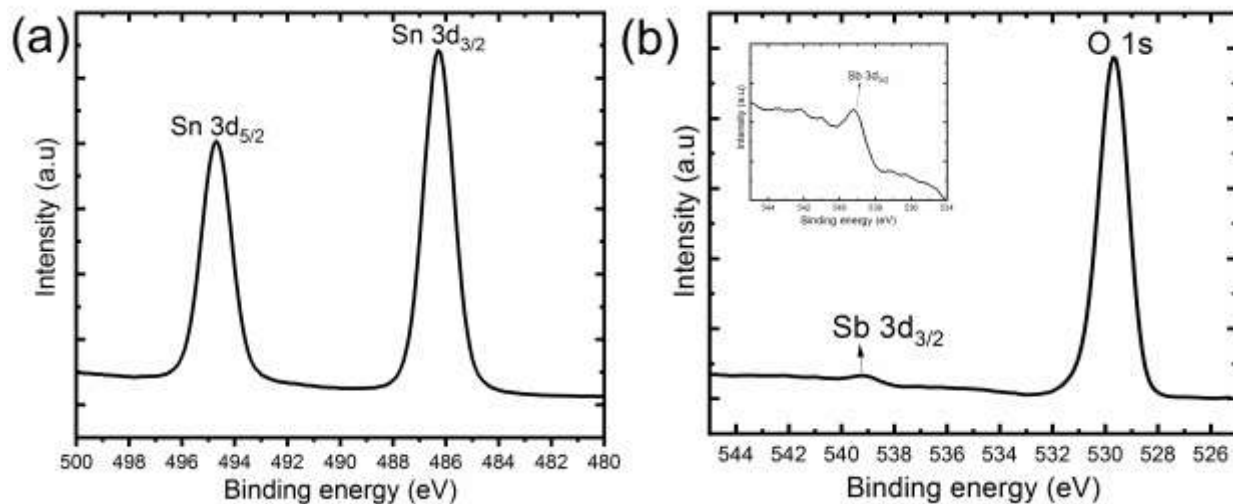 (a)
Sn 3d3/2
Sn 3d5/2
Intensity (a.u)
500 498 496 494 492 490 488 486 484 482 480
Binding energy (eV)
(b)
O 1s
Sb 3d3/2
Intensity (a.u)
544 542 540 538 536 534
Binding energy (eV)
Sb 3d3/2
Intensity (a.u)
544 542 540 538 536 534 532 530 528 526
Binding energy (eV)